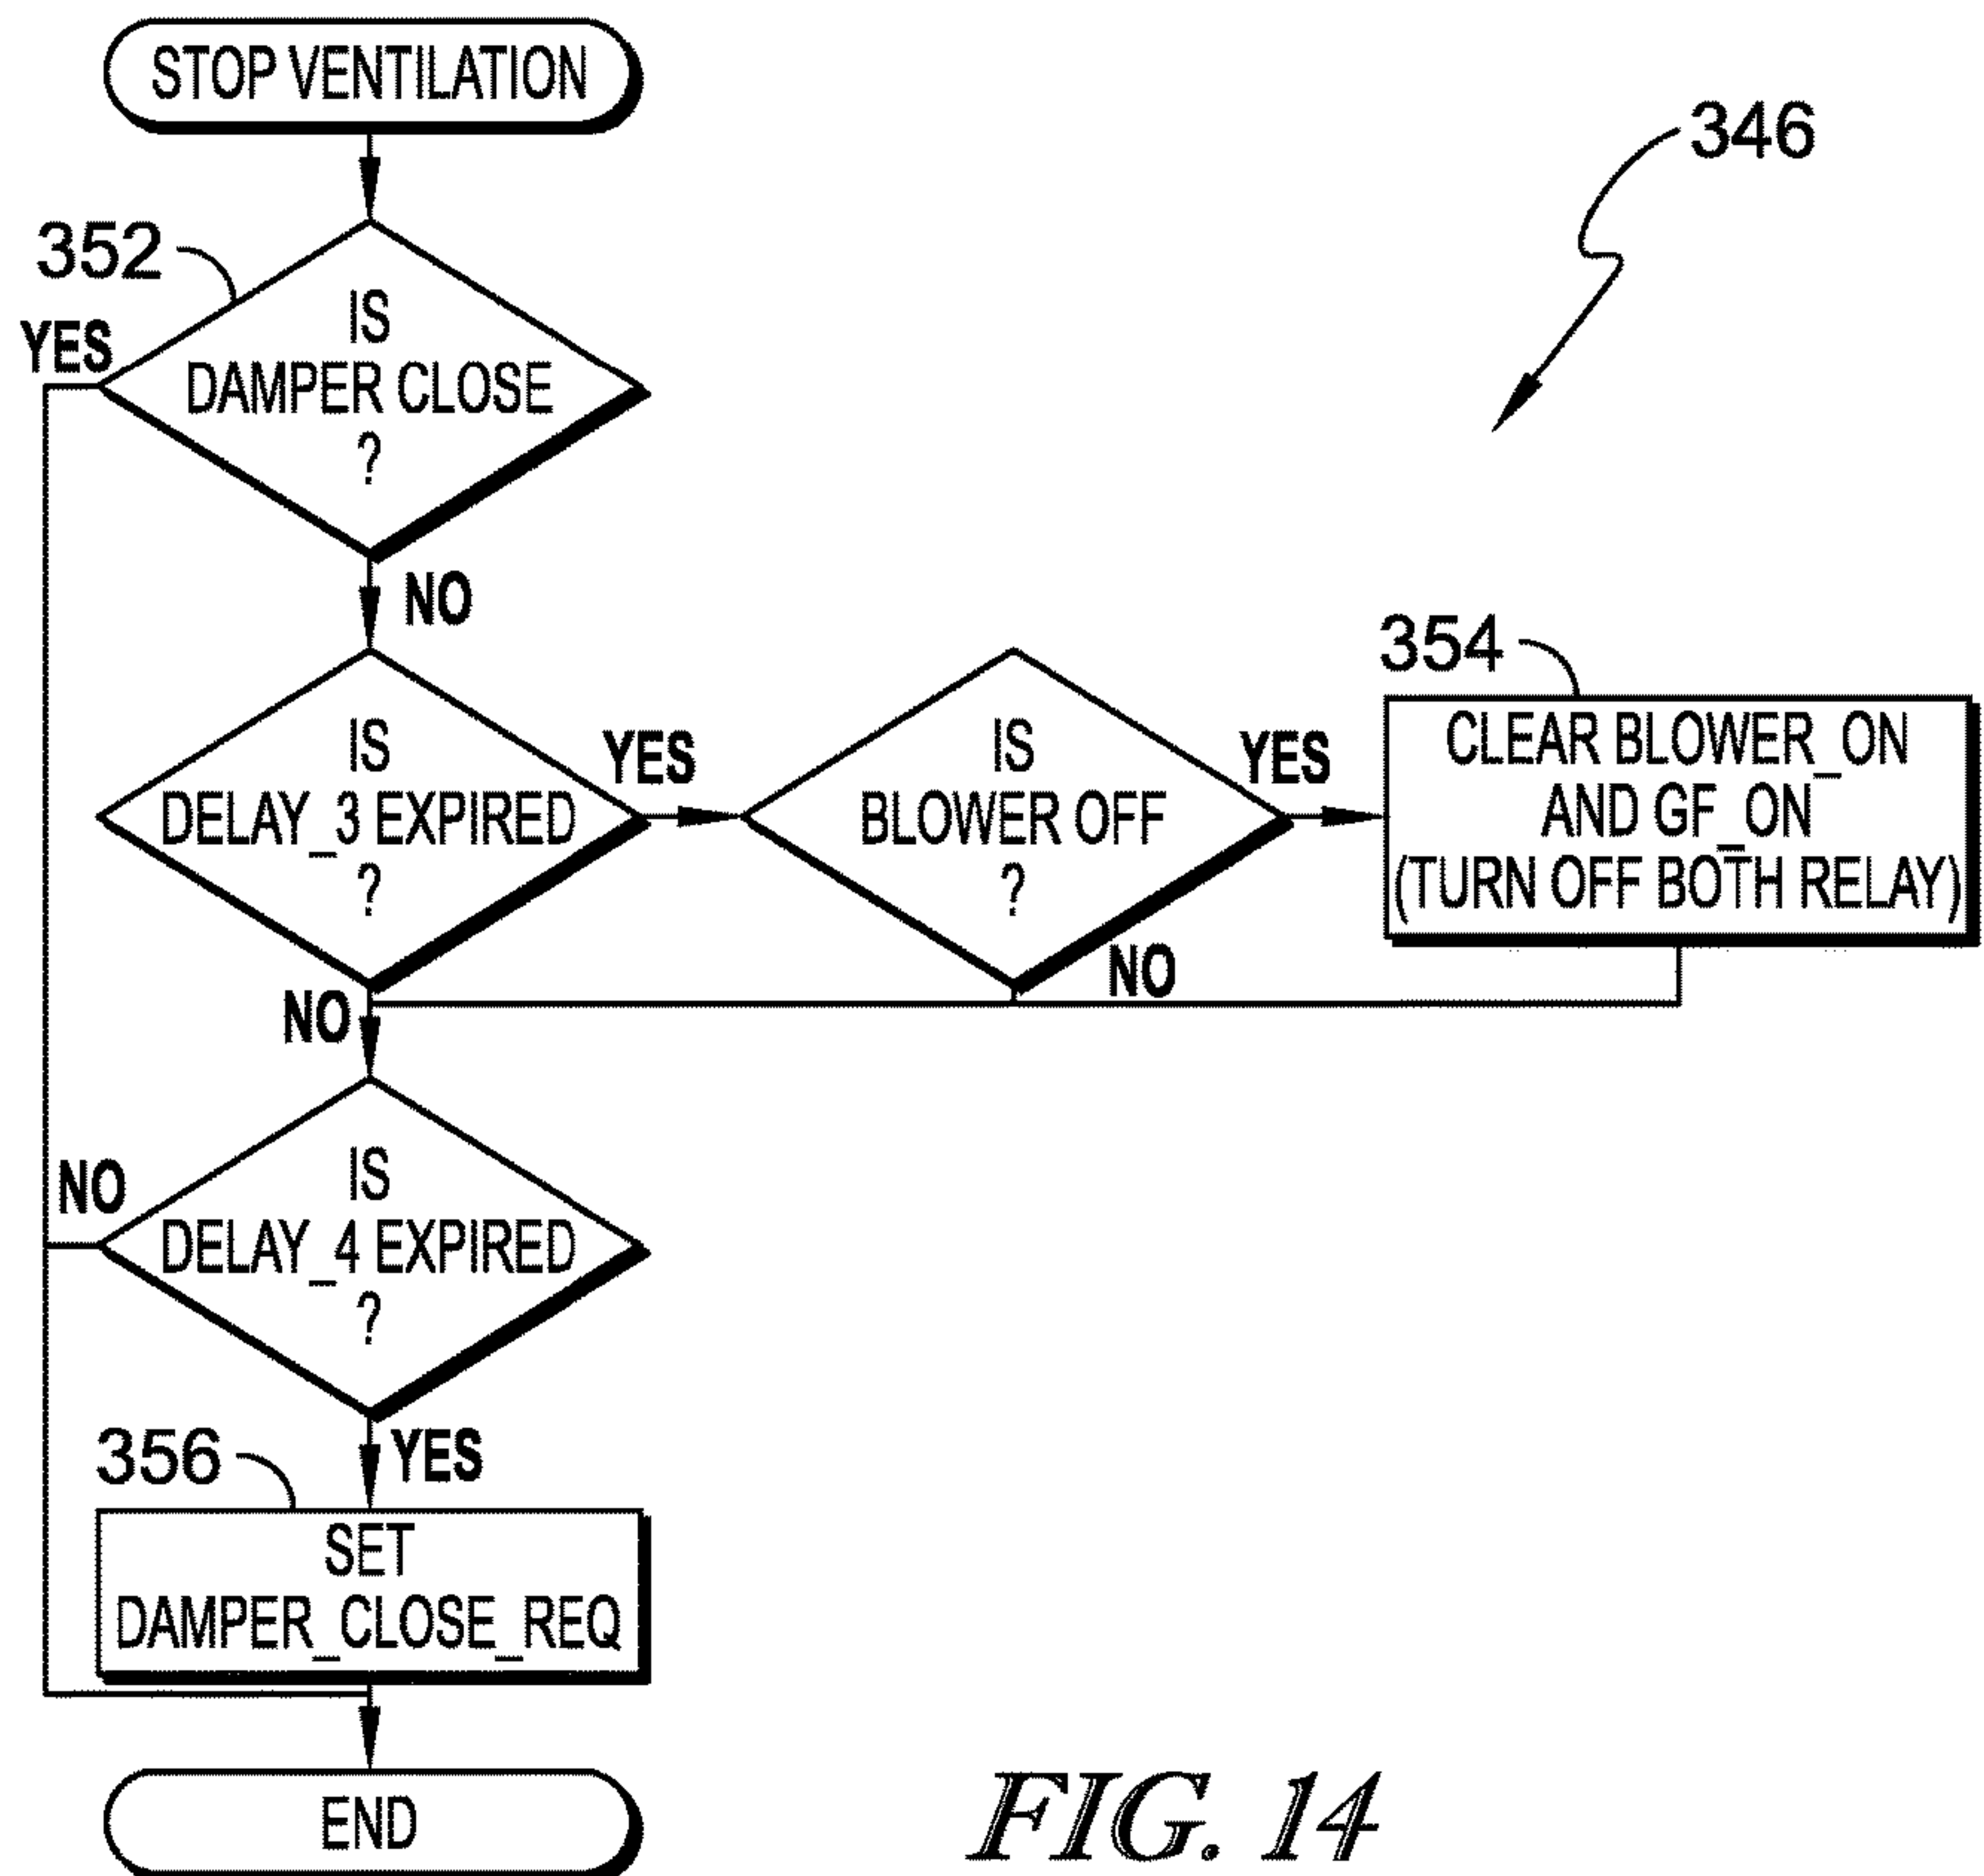 STOP VENTILATION
346
352
YES
IS
DAMPER CLOSE
?
NO
354
IS
DELAY_3 EXPIRED
?
YES
IS
BLOWER OFF
?
YES
CLEAR BLOWER_ON
AND GF_ON
(TURN OFF BOTH RELAY)
NO
NO
IS
DELAY_4 EXPIRED
?
NO
YES
356
SET
DAMPER_CLOSE_REQ
END
FIG. 14